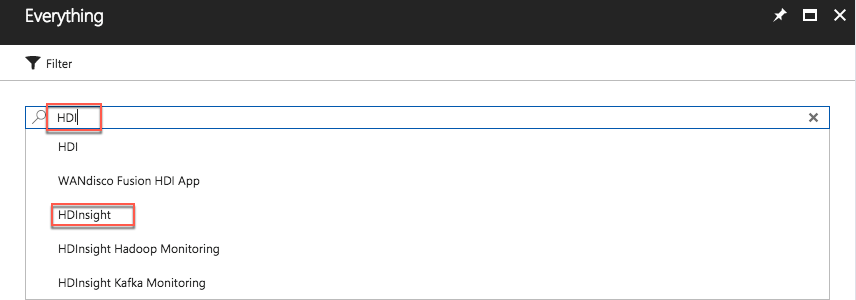 Everything
Filter
HDI
HDI
WANdisco Fusion HDI App
HDInsight
HDInsight Hadoop Monitoring
HDInsight Kafka Monitoring